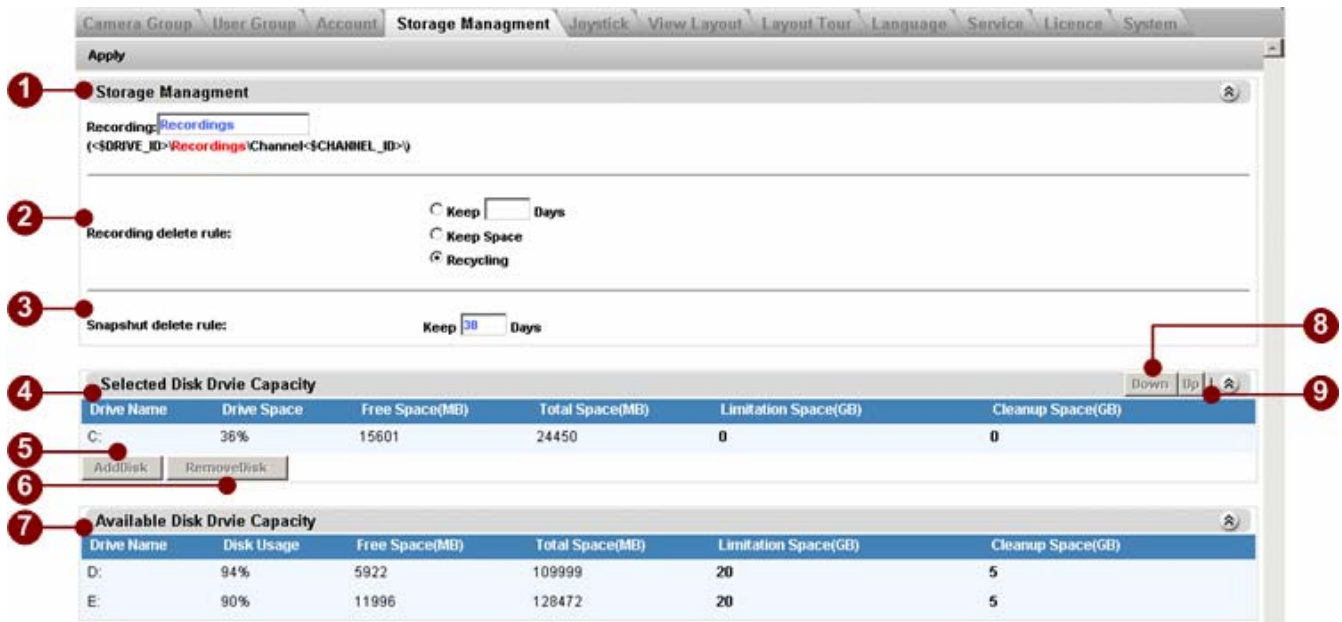 Camera Group User Group Account Storage Managment Joystick View Layout Layout Tour Language Service Licence System
Apply
1 Storage Managment
Recording: Recordings
(<$DRIVE_ID>\Recordings\Channel<$CHANNEL_ID>\)
2 Recording delete rule:
Keep Days
Keep Space
Recycling
3 Snapshut delete rule: Keep 30 Days
8
4 Selected Disk Drvie Capacity Down Up 9
Drive Name Drive Space Free Space(MB) Total Space(MB) Limitation Space(GB) Cleanup Space(GB)
C: 36% 15601 24450 0 0
5
AddDisk RemoveDisk
6
7 Available Disk Drvie Capacity
Drive Name Disk Usage Free Space(MB) Total Space(MB) Limitation Space(GB) Cleanup Space(GB)
D: 94% 5922 109999 20 5
E: 90% 11996 128472 20 5